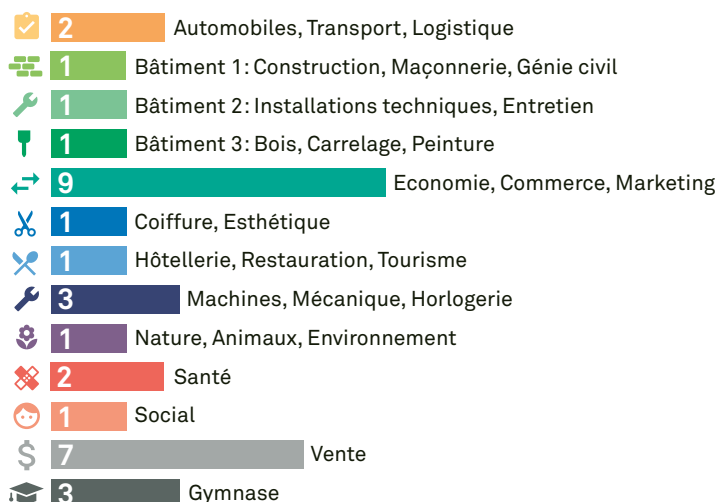 2 Automobiles, Transport, Logistique
1 Bâtiment 1: Construction, Maçonnerie, Génie civil
1 Bâtiment 2: Installations techniques, Entretien
1 Bâtiment 3: Bois, Carrelage, Peinture
9 Economie, Commerce, Marketing
1 Coiffure, Esthétique
1 Hôtellerie, Restauration, Tourisme
3 Machines, Mécanique, Horlogerie
1 Nature, Animaux, Environnement
2 Santé
1 Social
$ 7 Vente
3 Gymnase